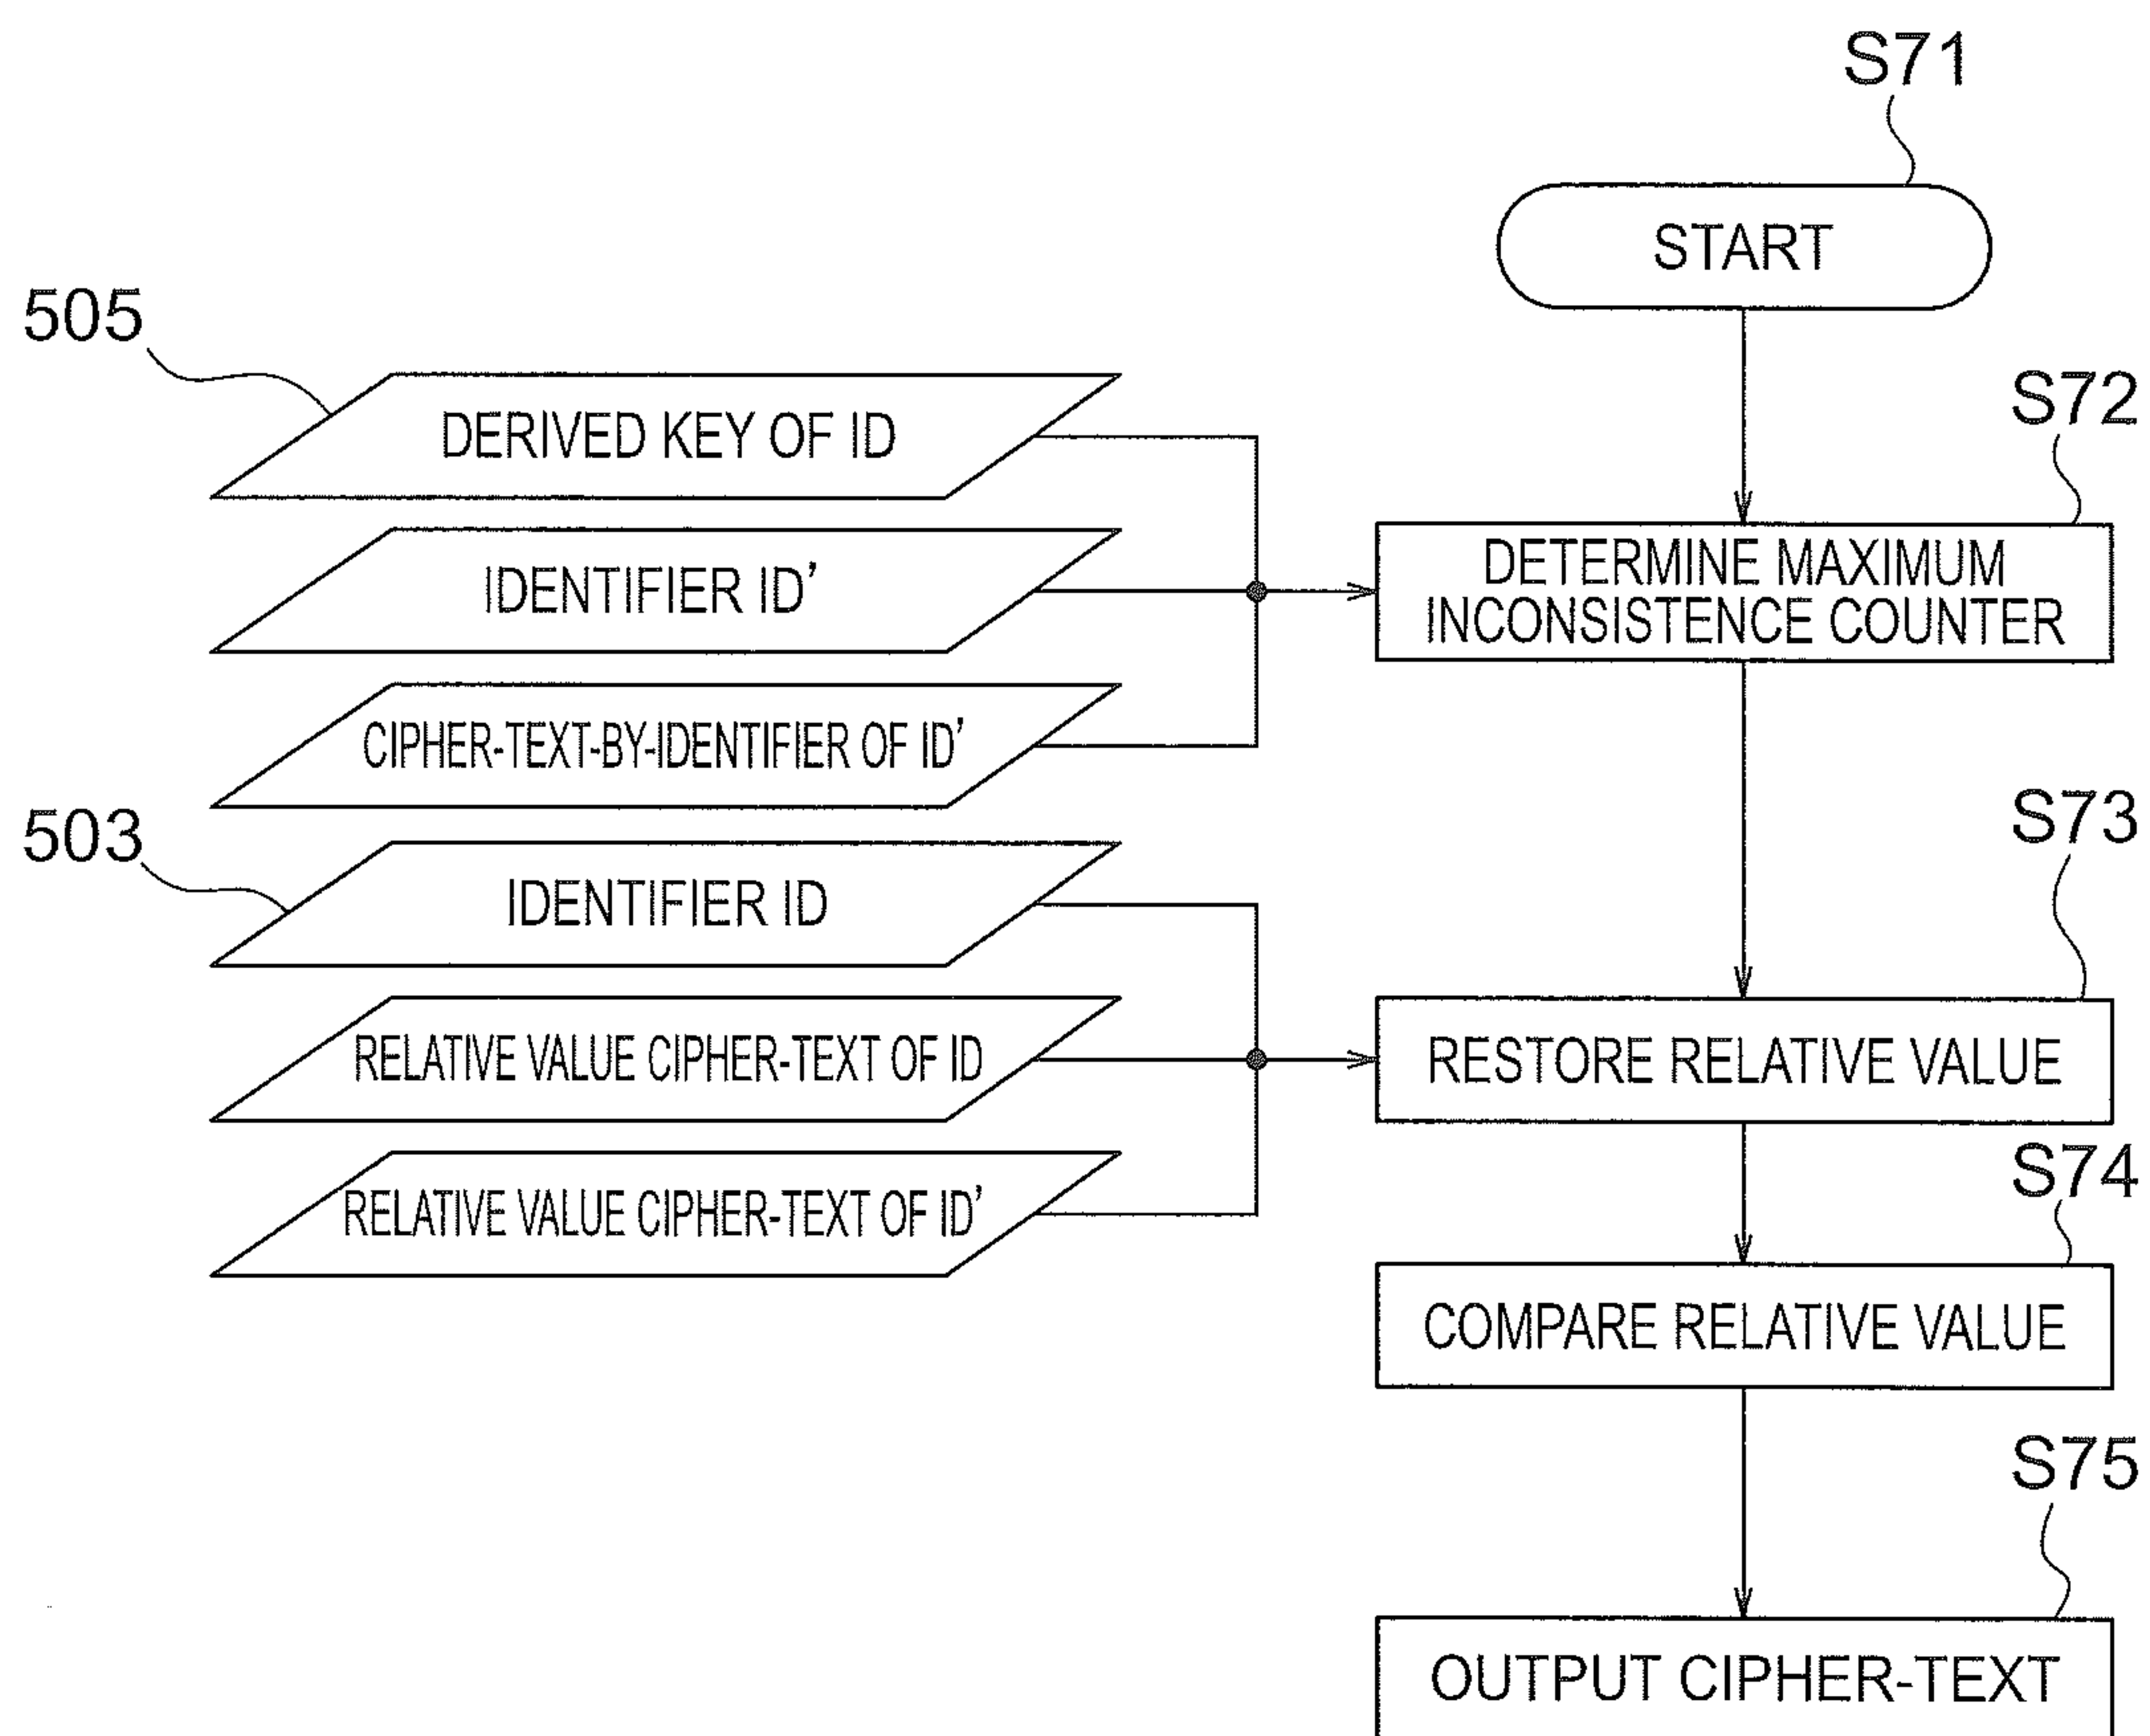 S71
START
505
S72
DERIVED KEY OF ID
DETERMINE MAXIMUM
INCONSISTENCE COUNTER
IDENTIFIER ID'
CIPHER-TEXT-BY-IDENTIFIER OF ID'
503
S73
IDENTIFIER ID
RELATIVE VALUE CIPHER-TEXT OF ID
RESTORE RELATIVE VALUE
RELATIVE VALUE CIPHER-TEXT OF ID'
S74
COMPARE RELATIVE VALUE
S75
OUTPUT CIPHER-TEXT